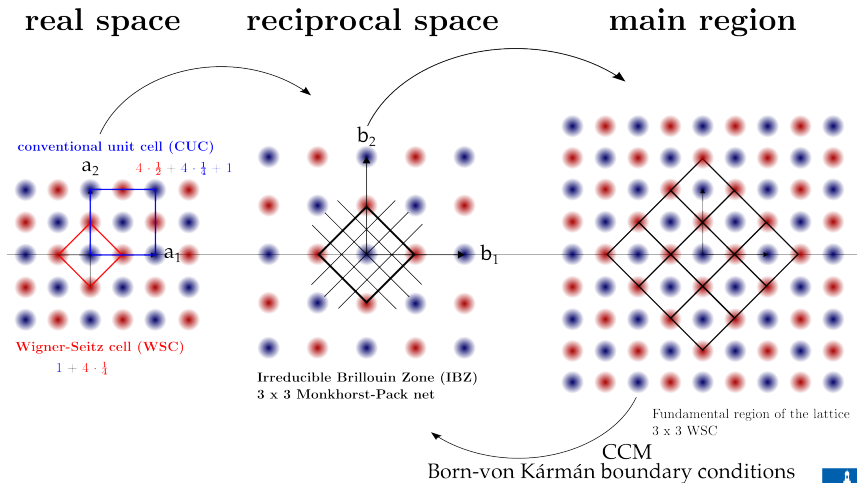 real space
reciprocal space
main region
conventional unit cell (CUC)
4 · 1/2 + 4 · 1/4 + 1
a2
a1
Wigner-Seitz cell (WSC)
1 + 4 · 1/4
b2
b1
Irreducible Brillouin Zone (IBZ)
3 x 3 Monkhorst-Pack net
Fundamental region of the lattice
3 x 3 WSC
CCM
Born-von Kármán boundary conditions